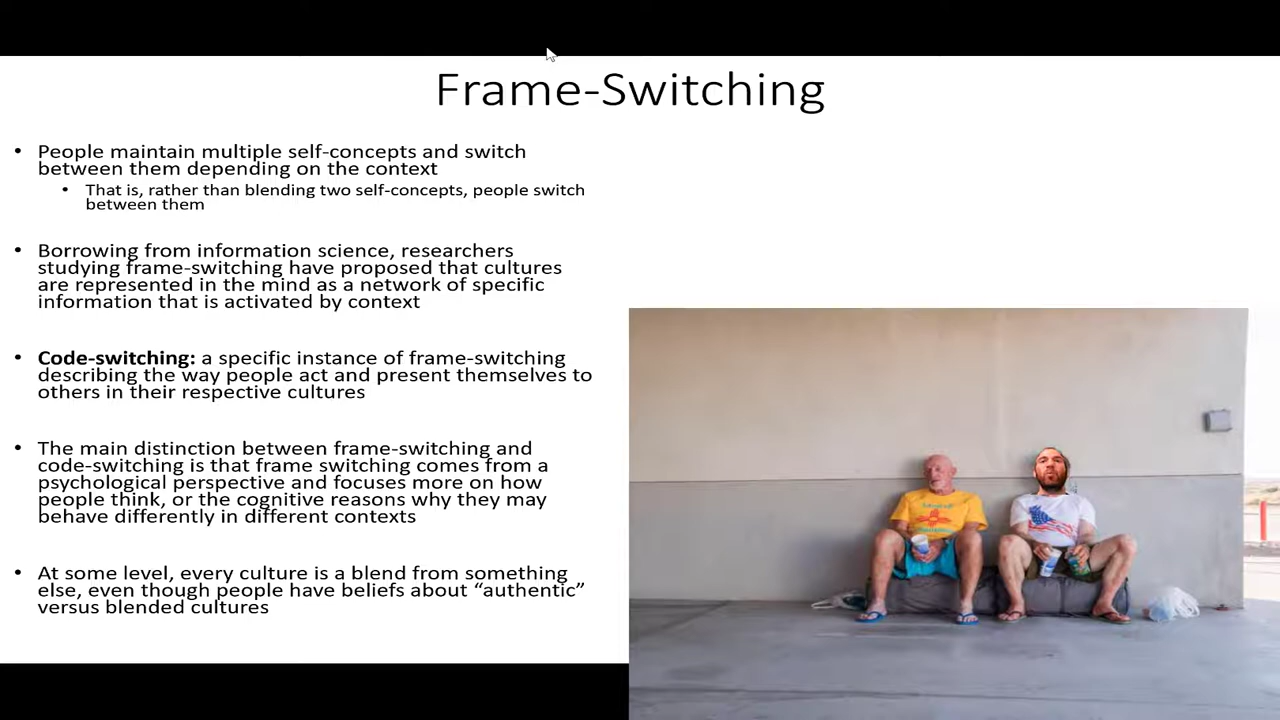 Frame-Switching
• People maintain multiple self-concepts and switch
between them depending on the context
• That is, rather than blending two self-concepts, people switch
between them
• Borrowing from information science, researchers
studying frame-switching have proposed that cultures
are represented in the mind as a network of specific
information that is activated by context
• Code-switching: a specific instance of frame-switching
describing the way people act and present themselves to
others in their respective cultures
• The main distinction between frame-switching and
code-switching is that frame switching comes from a
psychological perspective and focuses more on how
people think, or the cognitive reasons why they may
behave differently in different contexts
• At some level, every culture is a blend from something
else, even though people have beliefs about “authentic”
versus blended cultures